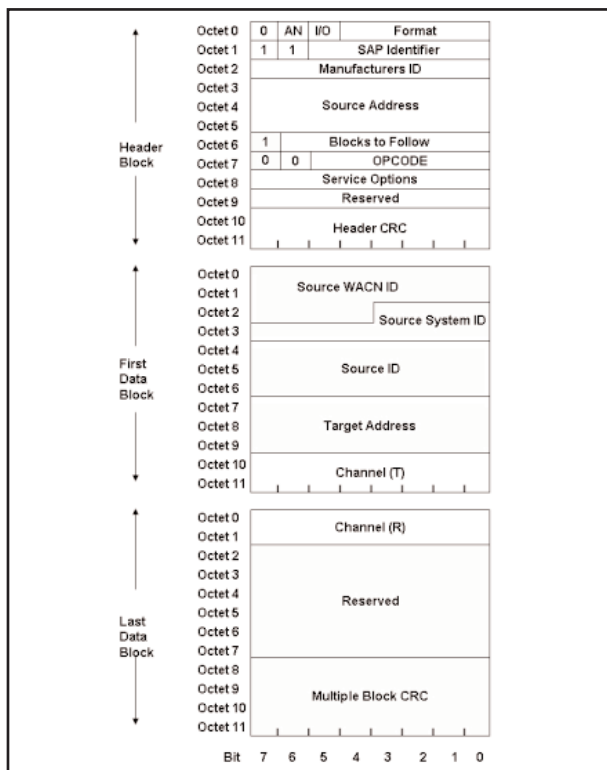 Octet 0 0 AN I/O Format
Octet 1 1 1 SAP Identifier
Octet 2 Manufacturers ID
Octet 3
Octet 4 Source Address
Octet 5
Header Block
Octet 6 1 Blocks to Follow
Octet 7 0 0 OPCODE
Octet 8 Service Options
Octet 9 Reserved
Octet 10
Header CRC
Octet 11
Octet 0
Source WACN ID
Octet 1
Octet 2
Source System ID
Octet 3
Octet 4
First Data Block
Octet 5 Source ID
Octet 6
Octet 7
Octet 8 Target Address
Octet 9
Octet 10
Channel (T)
Octet 11
Octet 0
Channel (R)
Octet 1
Octet 2
Octet 3
Octet 4
Reserved
Octet 5
Last Data Block
Octet 6
Octet 7
Octet 8
Octet 9
Multiple Block CRC
Octet 10
Octet 11
Bit 7 6 5 4 3 2 1 0